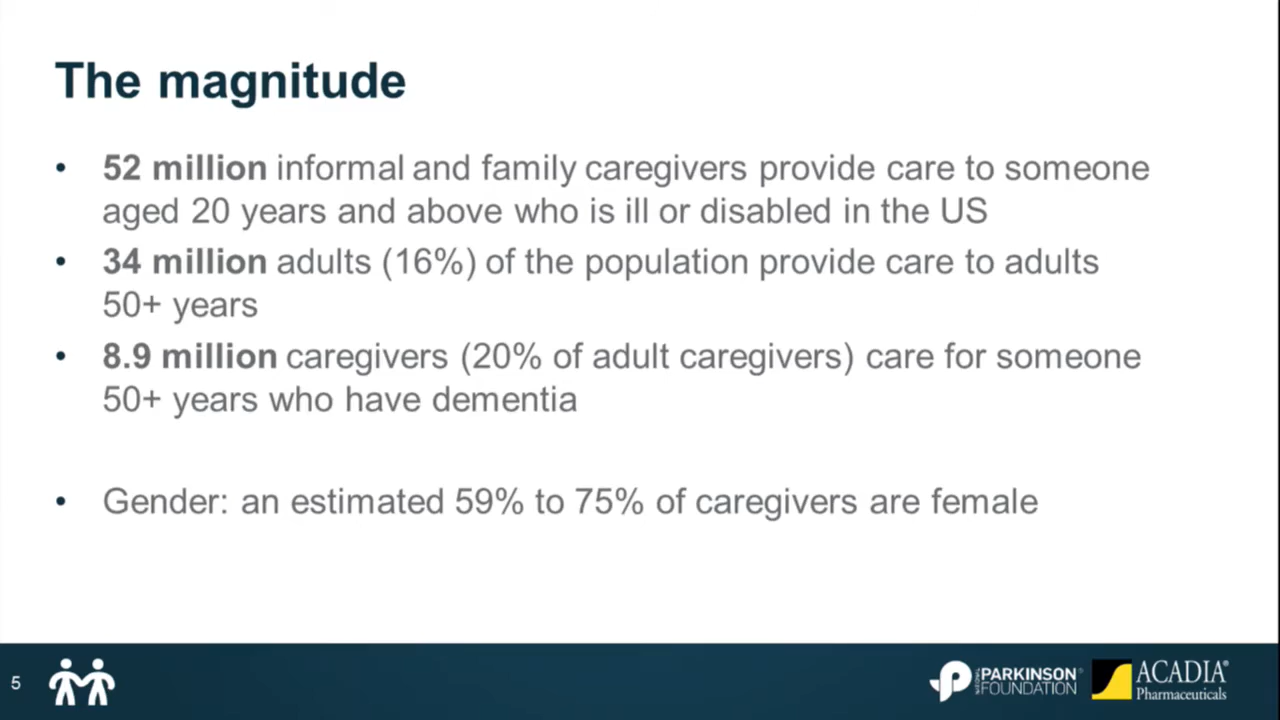 The magnitude
• 52 million informal and family caregivers provide care to someone
aged 20 years and above who is ill or disabled in the US
• 34 million adults (16%) of the population provide care to adults
50+ years
• 8.9 million caregivers (20% of adult caregivers) care for someone
50+ years who have dementia
• Gender: an estimated 59% to 75% of caregivers are female
5
NATIONAL PARKINSON
FOUNDATION
ACADIA®
Pharmaceuticals